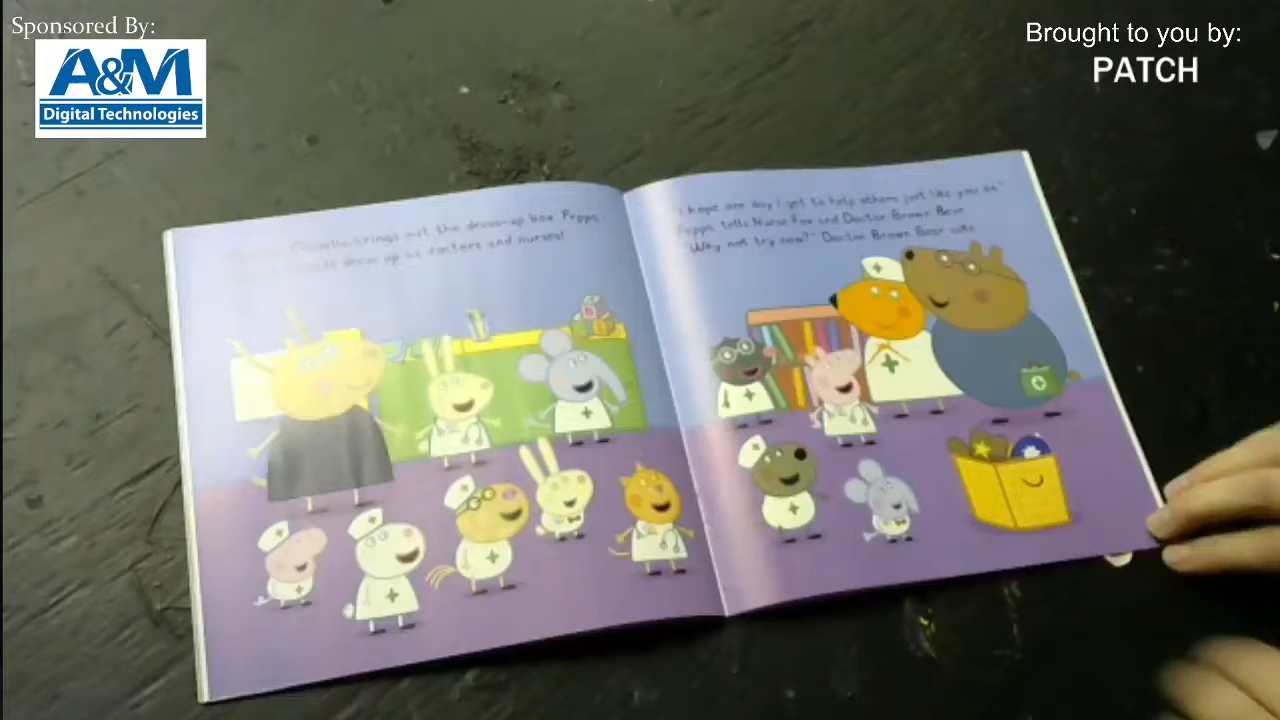 Sponsored By:
A&M
Digital Technologies
Brought to you by:
PATCH
Gazelle brings out the dress-up box. Peppa
dress up as doctors and nurses!
"I hope one day I get to help others just like you do,"
Peppa tells Nurse Fox and Doctor Brown Bear.
"Why not try now?" Doctor Brown Bear asks.